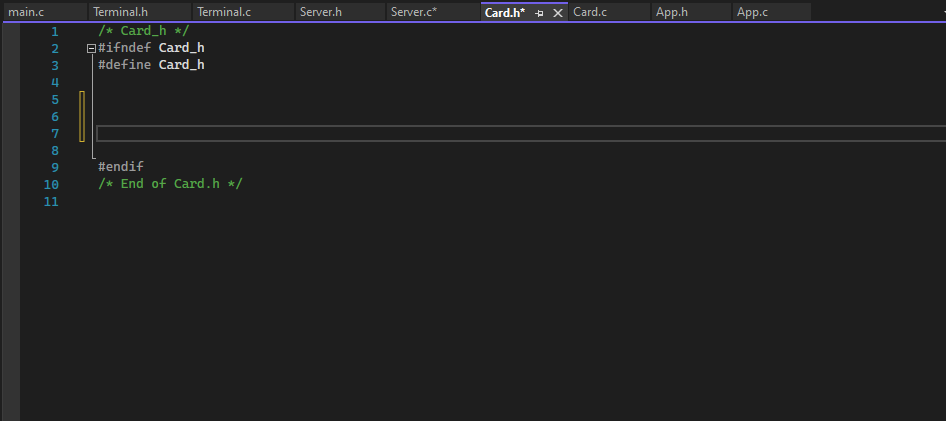 main.c Terminal.h Terminal.c Server.h Server.c* Card.h* Card.c App.h App.c
1 /* Card_h */
2 #ifndef Card_h
3 #define Card_h
4
5
6
7
8
9 #endif
10 /* End of Card.h */
11